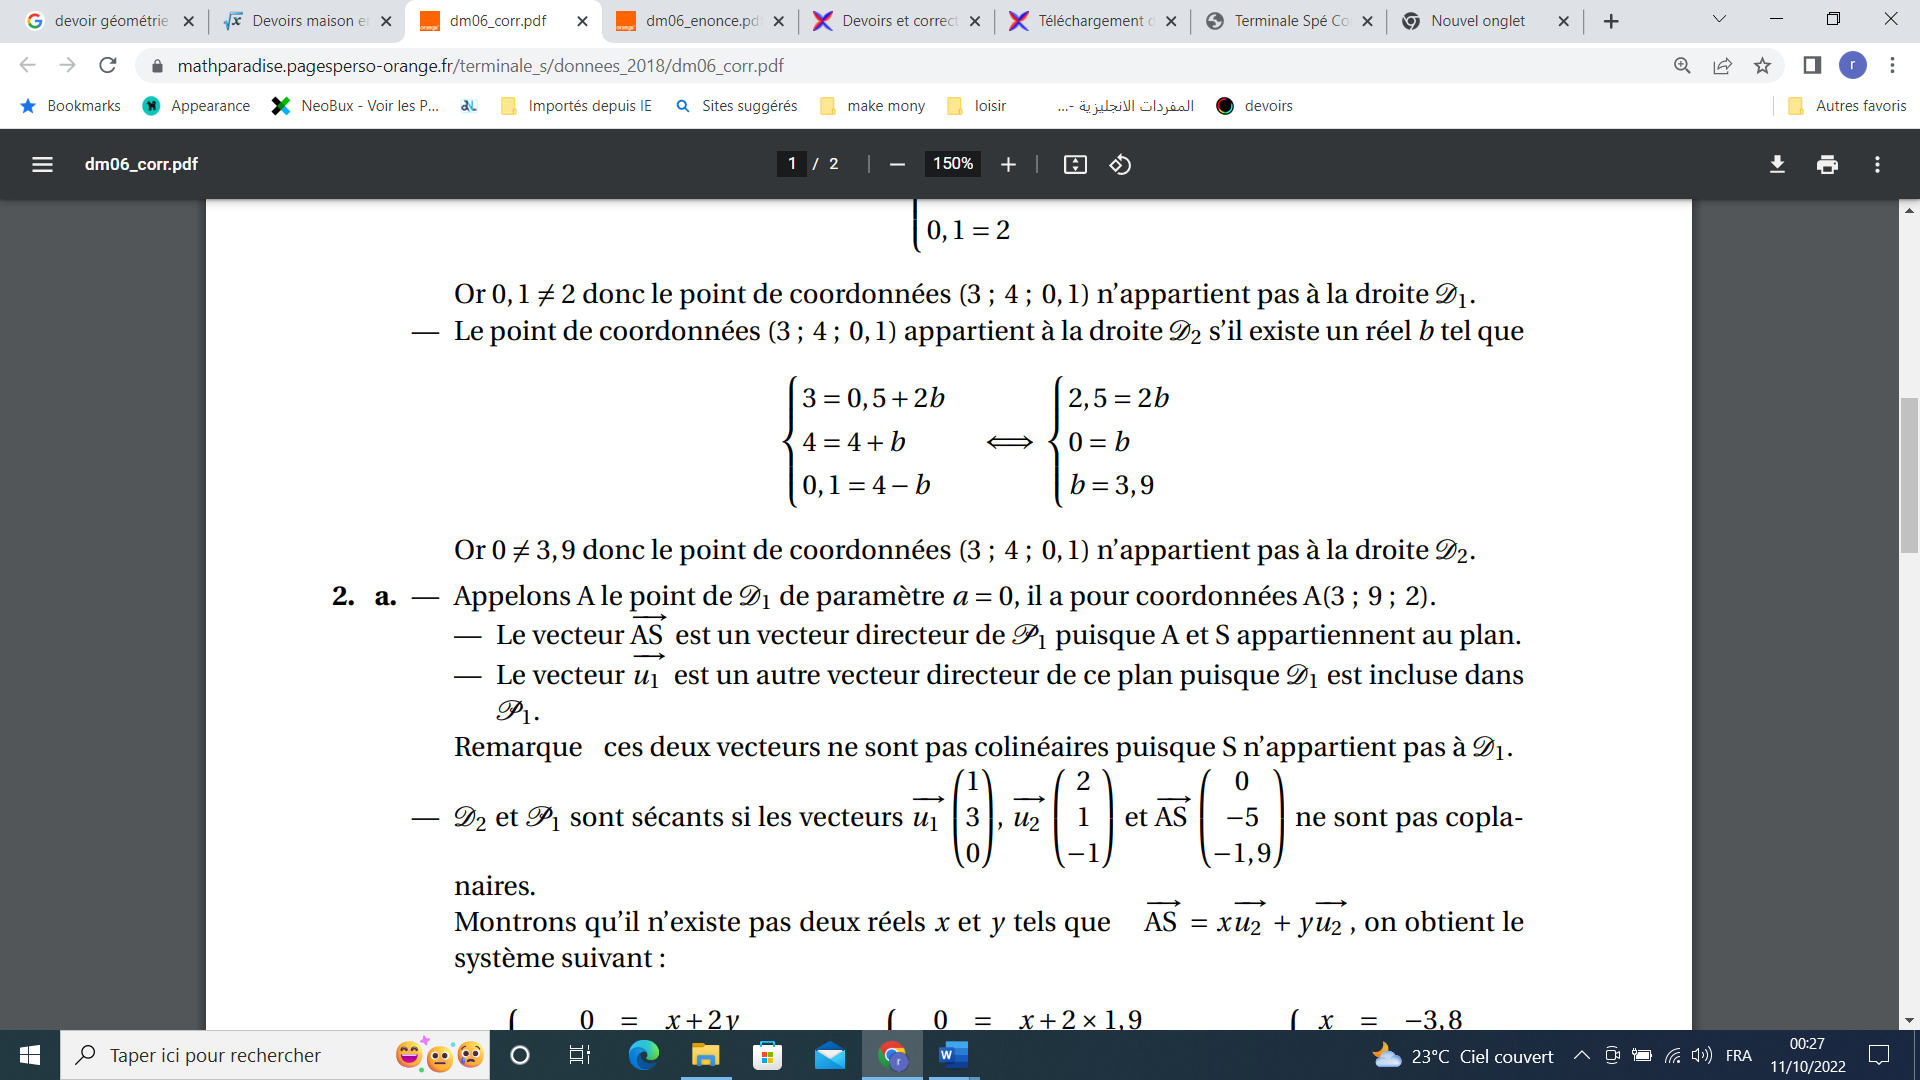 devoir géométrie
Devoirs maison e
dm06_corr.pdf
dm06_enonce.pd
Devoirs et correct
Téléchargement d
Terminale Spé Co
Nouvel onglet
mathparadise.pagesperso-orange.fr/terminale_s/donnees_2018/dm06_corr.pdf
r
Bookmarks
Appearance
NeoBux - Voir les P...
Importés depuis IE
Sites suggérés
make mony
loisir
المفردات الانجليزية -...
devoirs
Autres favoris
dm06_corr.pdf
1 / 2
150%
0,1 = 2
Or 0,1 ≠ 2 donc le point de coordonnées (3 ; 4 ; 0,1) n'appartient pas à la droite 𝒟₁.
— Le point de coordonnées (3 ; 4 ; 0,1) appartient à la droite 𝒟₂ s'il existe un réel b tel que
3 = 0,5 + 2b
4 = 4 + b
0,1 = 4 − b
⟺
2,5 = 2b
0 = b
b = 3,9
Or 0 ≠ 3,9 donc le point de coordonnées (3 ; 4 ; 0,1) n'appartient pas à la droite 𝒟₂.
2. a. — Appelons A le point de 𝒟₁ de paramètre a = 0, il a pour coordonnées A(3 ; 9 ; 2).
— Le vecteur AS est un vecteur directeur de 𝒫₁ puisque A et S appartiennent au plan.
— Le vecteur u₁ est un autre vecteur directeur de ce plan puisque 𝒟₁ est incluse dans
𝒫₁.
Remarque ces deux vecteurs ne sont pas colinéaires puisque S n'appartient pas à 𝒟₁.
— 𝒟₂ et 𝒫₁ sont sécants si les vecteurs u₁ (1 3 0), u₂ (2 1 −1) et AS (0 −5 −1,9) ne sont pas copla-
naires.
Montrons qu'il n'existe pas deux réels x et y tels que AS = xu₂ + yu₂, on obtient le
système suivant :
0 = x + 2y
0 = x + 2 × 1,9
x = −3,8
Taper ici pour rechercher
23°C Ciel couvert
FRA
00:27
11/10/2022